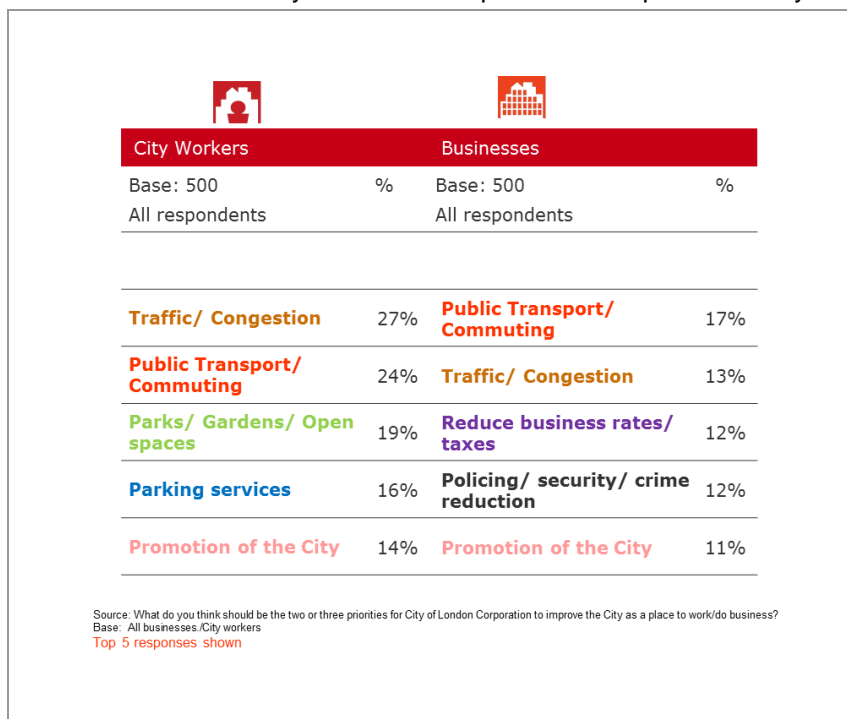 City Workers Businesses
Base: 500 % Base: 500 %
All respondents All respondents
Traffic/ Congestion 27% Public Transport/ Commuting 17%
Public Transport/ Commuting 24% Traffic/ Congestion 13%
Parks/ Gardens/ Open spaces 19% Reduce business rates/ taxes 12%
Parking services 16% Policing/ security/ crime reduction 12%
Promotion of the City 14% Promotion of the City 11%
Source: What do you think should be the two or three priorities for City of London Corporation to improve the City as a place to work/do business?
Base: All businesses./City workers
Top 5 responses shown